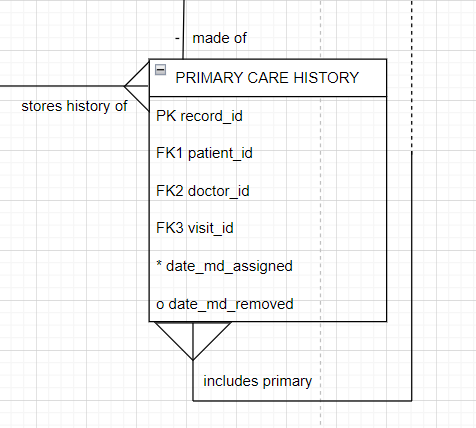 - made of
PRIMARY CARE HISTORY
stores history of
PK record_id
FK1 patient_id
FK2 doctor_id
FK3 visit_id
* date_md_assigned
o date_md_removed
includes primary